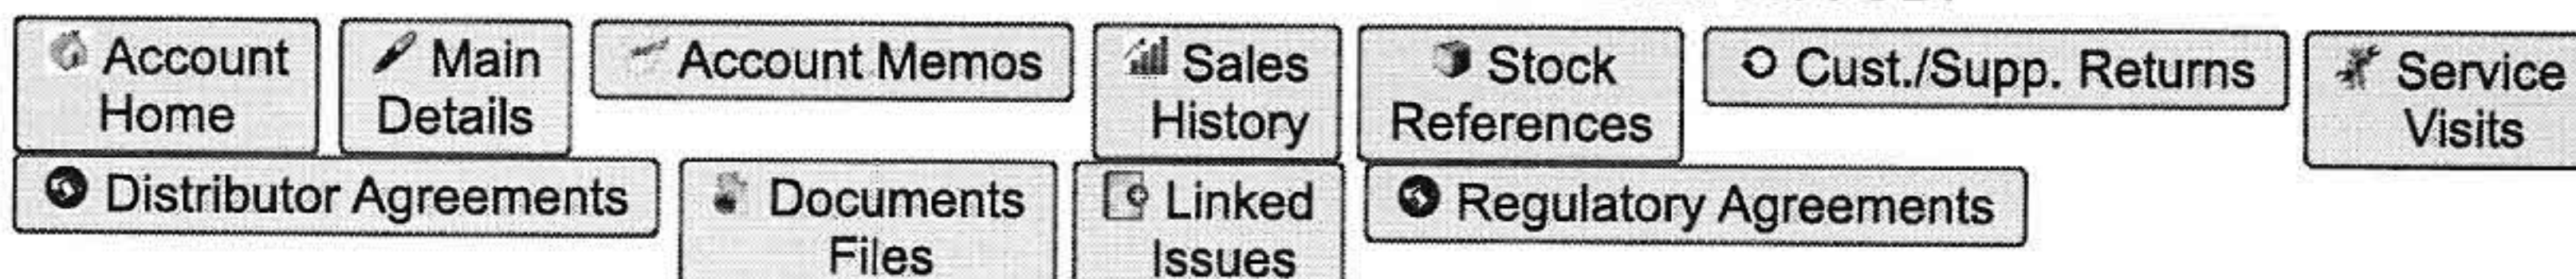 Account Main Account Memos Sales Stock Cust./Supp. Returns Service
Home Details History References Visits
Distributor Agreements Documents Linked Regulatory Agreements
Files Issues